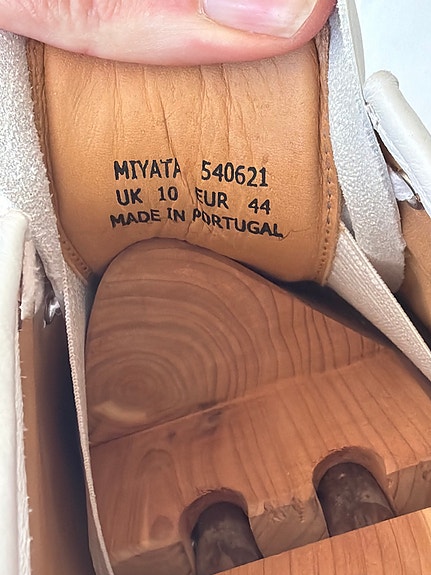 MIYATA 540621
UK 10 EUR 44
MADE IN PORTUGAL